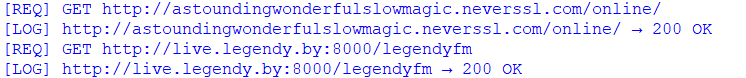 [REQ] GET http://astoundingwonderfulslowmagic.neverssl.com/online/
[LOG] http://astoundingwonderfulslowmagic.neverssl.com/online/ → 200 OK
[REQ] GET http://live.legendy.by:8000/legendyfm
[LOG] http://live.legendy.by:8000/legendyfm → 200 OK